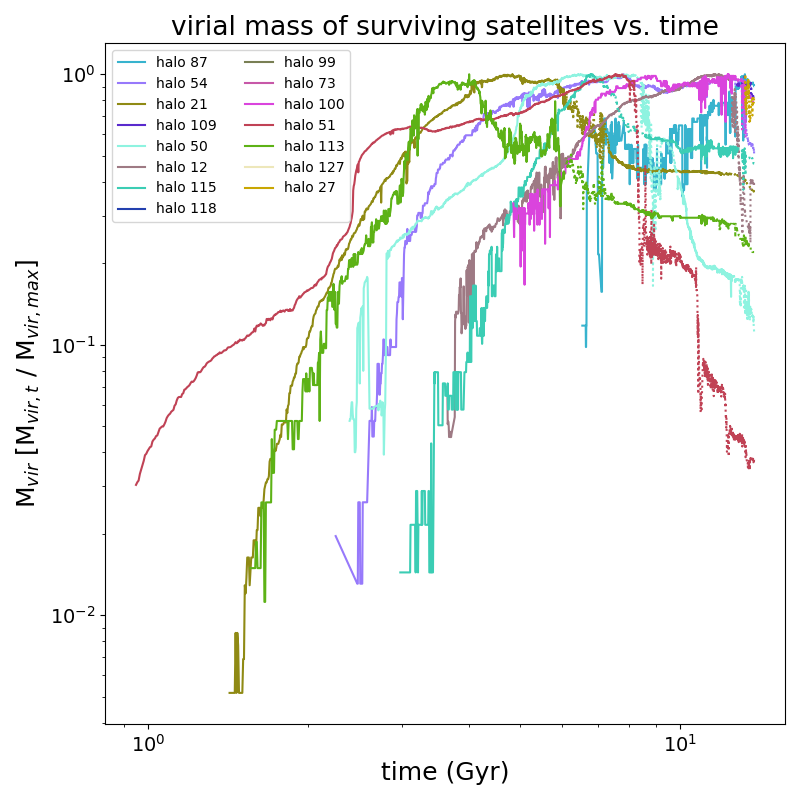 virial mass of surviving satellites vs. time
halo 87
halo 54
halo 21
halo 109
halo 50
halo 12
halo 115
halo 118
halo 99
halo 73
halo 100
halo 51
halo 113
halo 127
halo 27
M_vir [M_vir,t / M_vir,max]
10⁰
10⁻¹
10⁻²
10⁰ 10¹
time (Gyr)